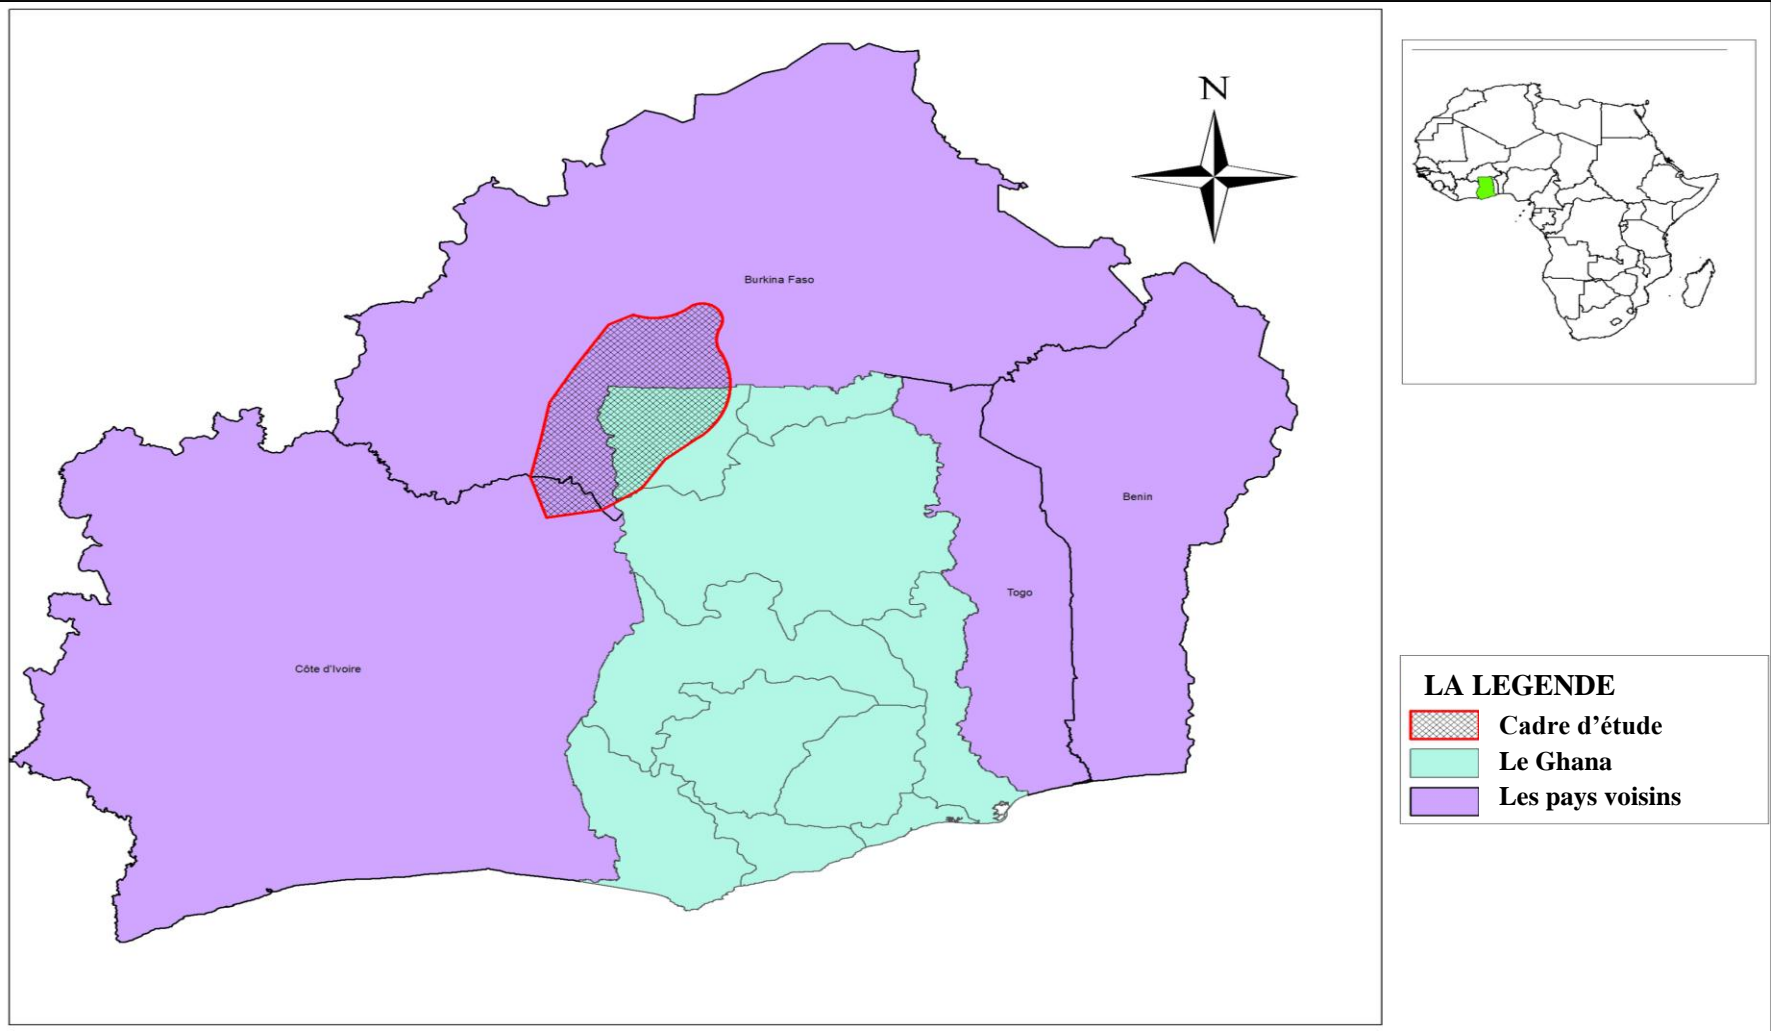 N
Burkina Faso
Benin
Togo
Côte d'Ivoire
LA LEGENDE
Cadre d'étude
Le Ghana
Les pays voisins